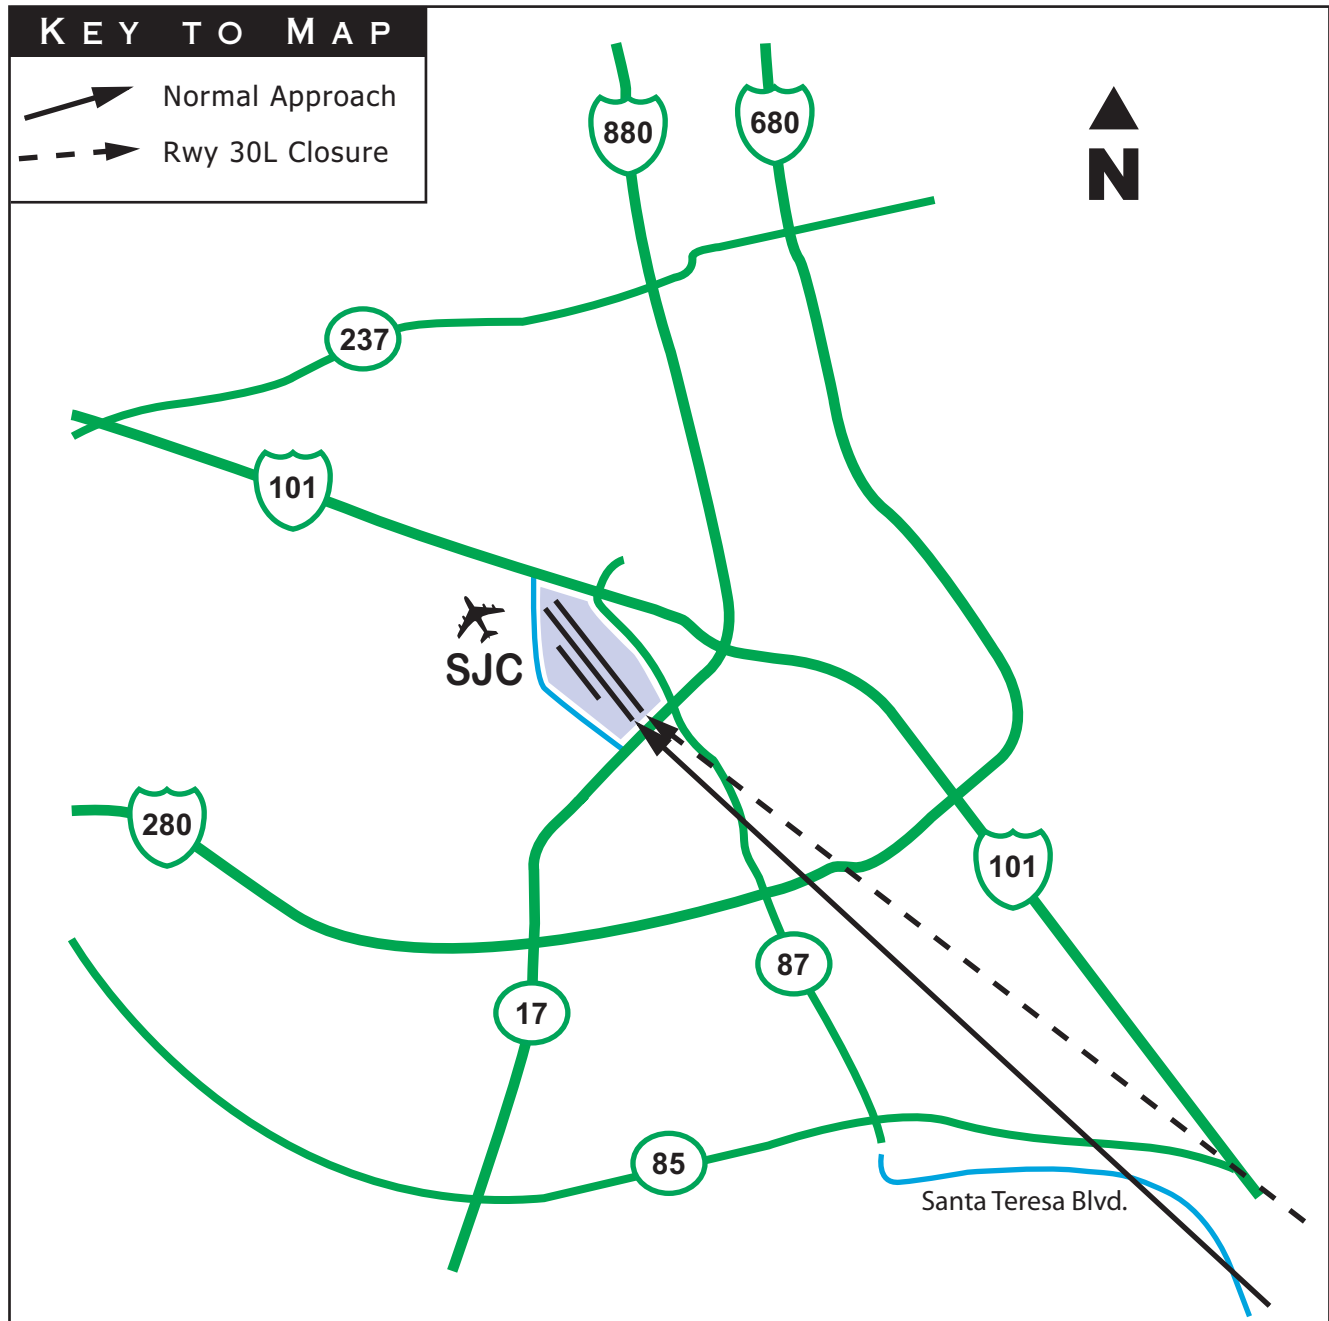 KEY TO MAP
Normal Approach
Rwy 30L Closure
880
680
N
237
101
SJC
280
101
87
17
85
Santa Teresa Blvd.